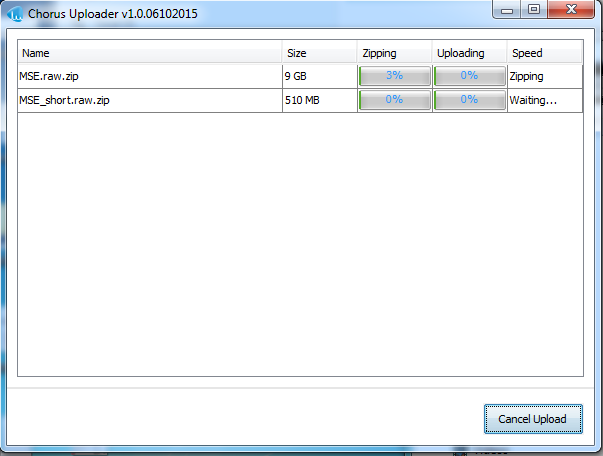 Chorus Uploader v1.0.06102015
Name Size Zipping Uploading Speed
MSE.raw.zip 9 GB 3% 0% Zipping
MSE_short.raw.zip 510 MB 0% 0% Waiting...
Cancel Upload